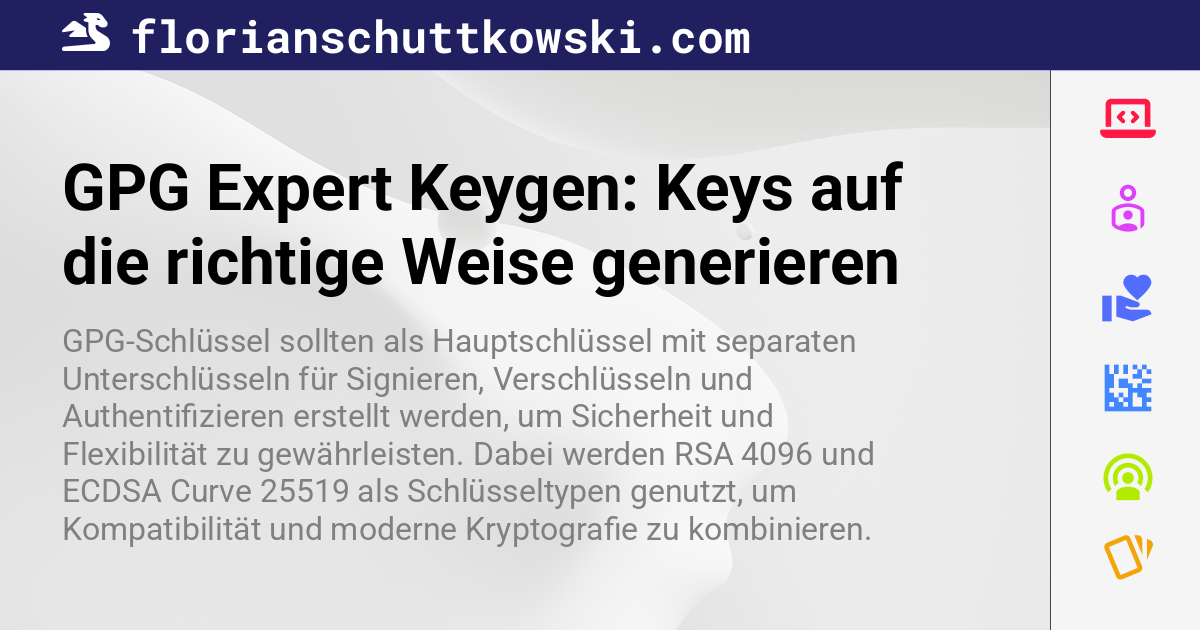 florianschuttkowski.com
GPG Expert Keygen: Keys auf
die richtige Weise generieren
GPG-Schlüssel sollten als Hauptschlüssel mit separaten
Unterschlüsseln für Signieren, Verschlüsseln und
Authentifizieren erstellt werden, um Sicherheit und
Flexibilität zu gewährleisten. Dabei werden RSA 4096 und
ECDSA Curve 25519 als Schlüsseltypen genutzt, um
Kompatibilität und moderne Kryptografie zu kombinieren.